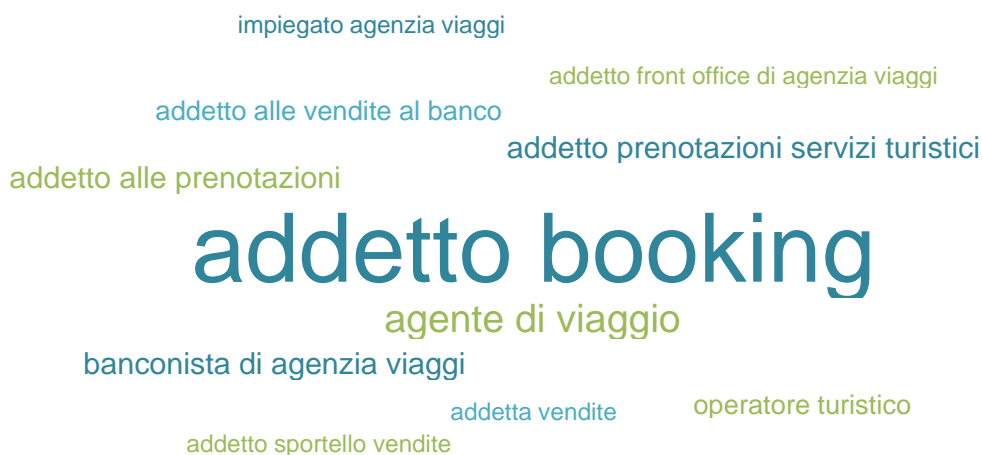 impiegato agenzia viaggi
addetto front office di agenzia viaggi
addetto alle vendite al banco
addetto prenotazioni servizi turistici
addetto alle prenotazioni
addetto booking
agente di viaggio
banconista di agenzia viaggi
operatore turistico
addetta vendite
addetto sportello vendite